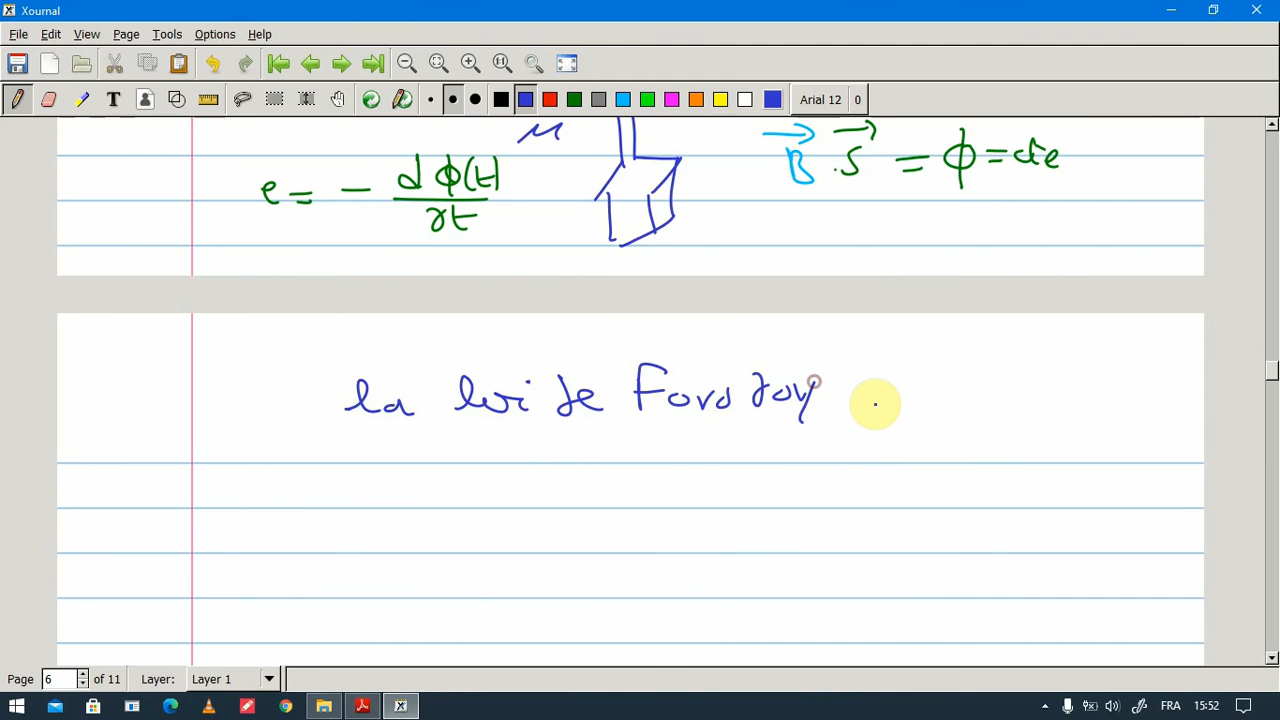 Xournal
File Edit View Page Tools Options Help
Arial 12 0
B⃗ . S⃗ = ϕ = cte
e = - dϕ(t)/dt
la loi de Faraday
Page 6 of 11 Layer: Layer 1
FRA 15:52